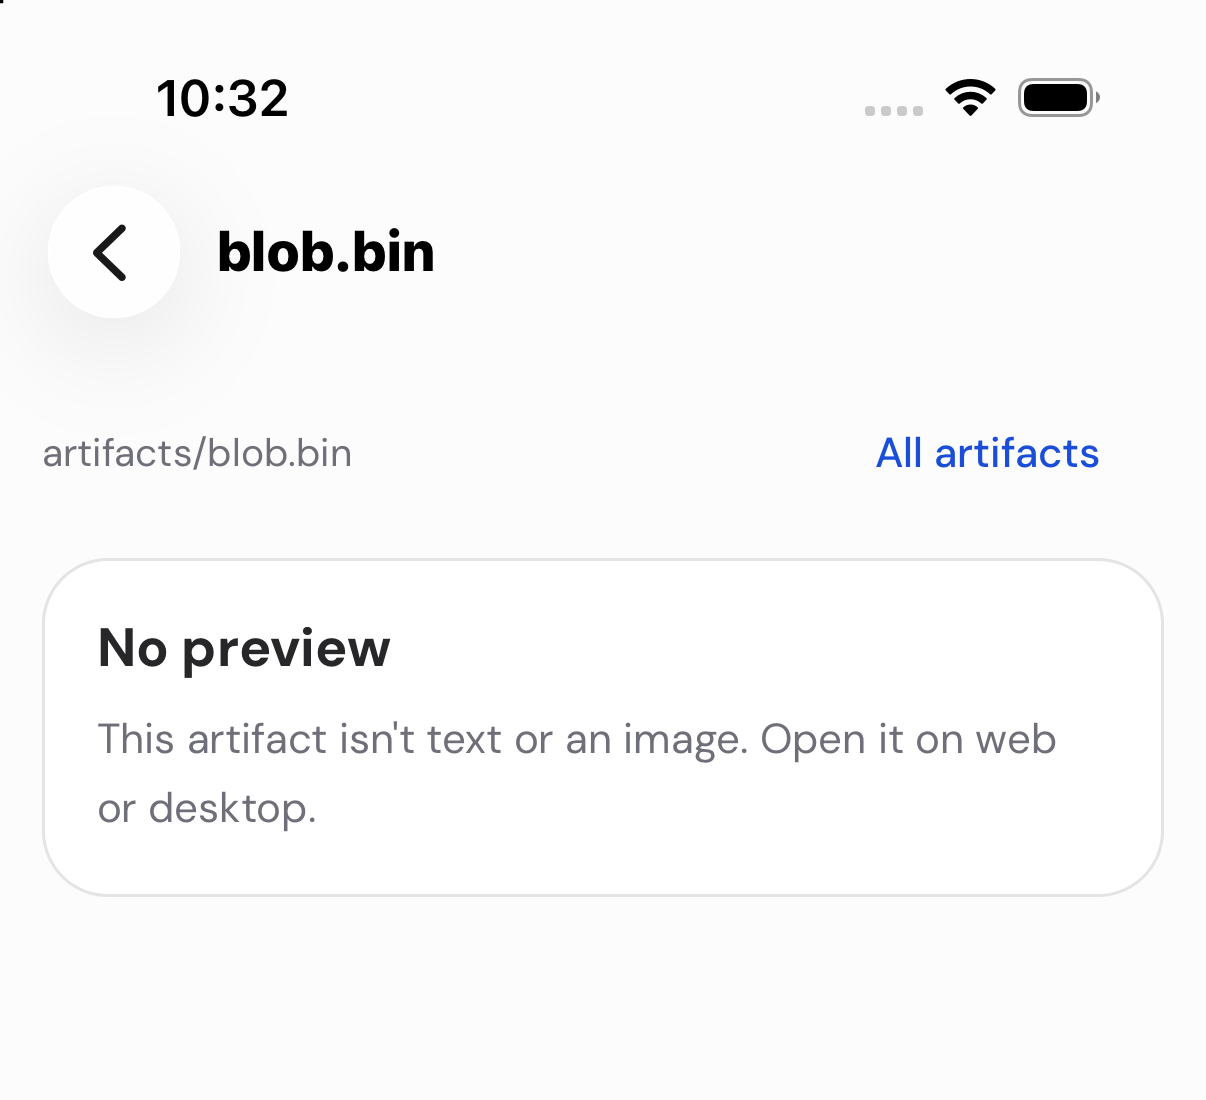 10:32
blob.bin
artifacts/blob.bin
All artifacts
No preview
This artifact isn't text or an image. Open it on web
or desktop.